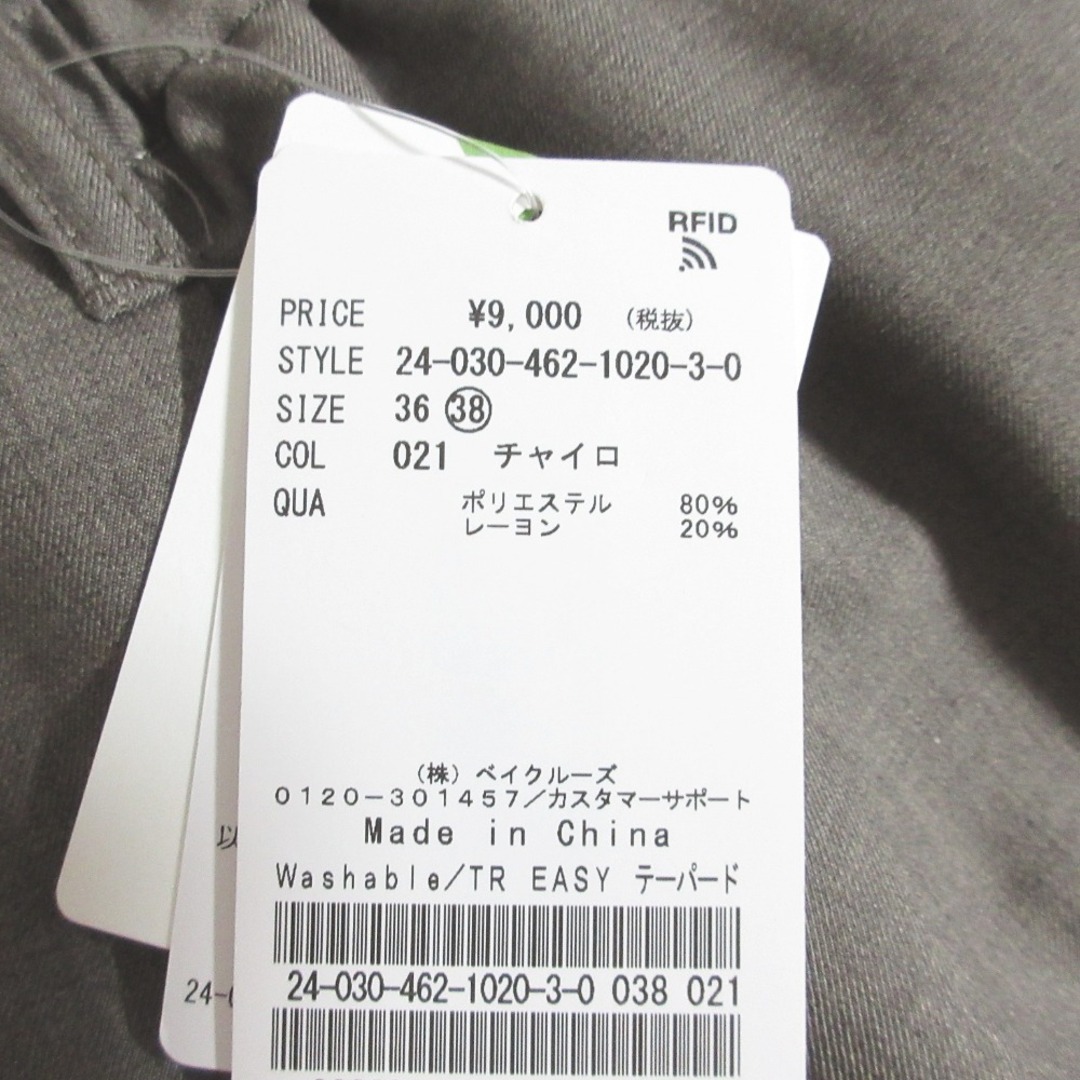 RFID
PRICE ¥9,000 (税抜)
STYLE 24-030-462-1020-3-0
SIZE 36 38
COL 021 チャイロ
QUA ポリエステル 80%
レーヨン 20%
(株)ベイクルーズ
0120-301457/カスタマーサポート
Made in China
Washable/TR EASY テーパード
24-030-462-1020-3-0 038 021
以
24-